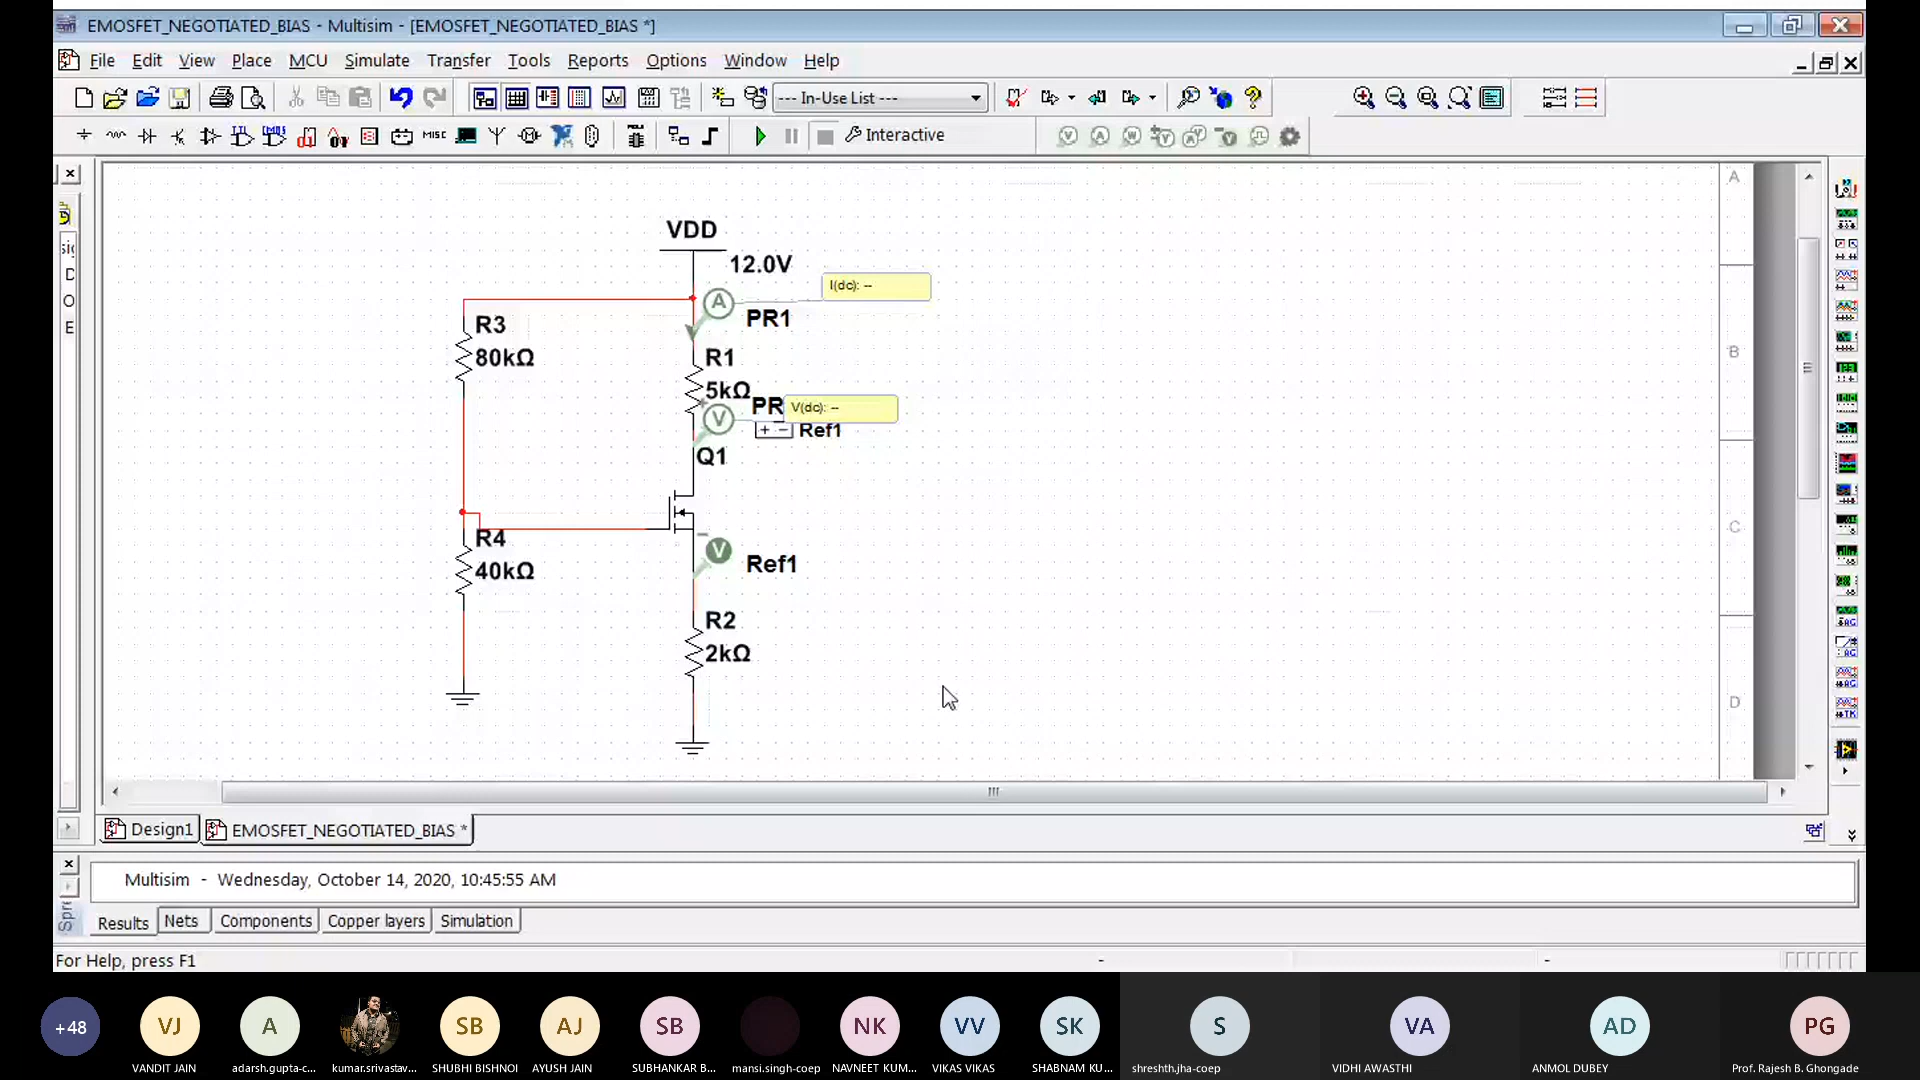 EMOSFET_NEGOTIATED_BIAS - Multisim - [EMOSFET_NEGOTIATED_BIAS *]
File Edit View Place MCU Simulate Transfer Tools Reports Options Window Help
--- In-Use List ---
MISC
Interactive
A
B
C
D
D
O
E
VDD
12.0V
A
I(dc): --
PR1
R3
80kΩ
R1
5kΩ
V
PR
V(dc): --
+ -
Ref1
Q1
R4
40kΩ
V
Ref1
R2
2kΩ
Design1 EMOSFET_NEGOTIATED_BIAS *
Multisim - Wednesday, October 14, 2020, 10:45:55 AM
Results Nets Components Copper layers Simulation
For Help, press F1
+48 VJ A SB AJ SB NK VV SK S VA AD PG
VANDIT JAIN adarsh.gupta-c... kumar.srivastav... SHUBHI BISHNOI AYUSH JAIN SUBHANKAR B... mansi.singh-coep NAVNEET KUM... VIKAS VIKAS SHABNAM KU... shreshth.jha-coep VIDHI AWASTHI ANMOL DUBEY Prof. Rajesh B. Ghongade